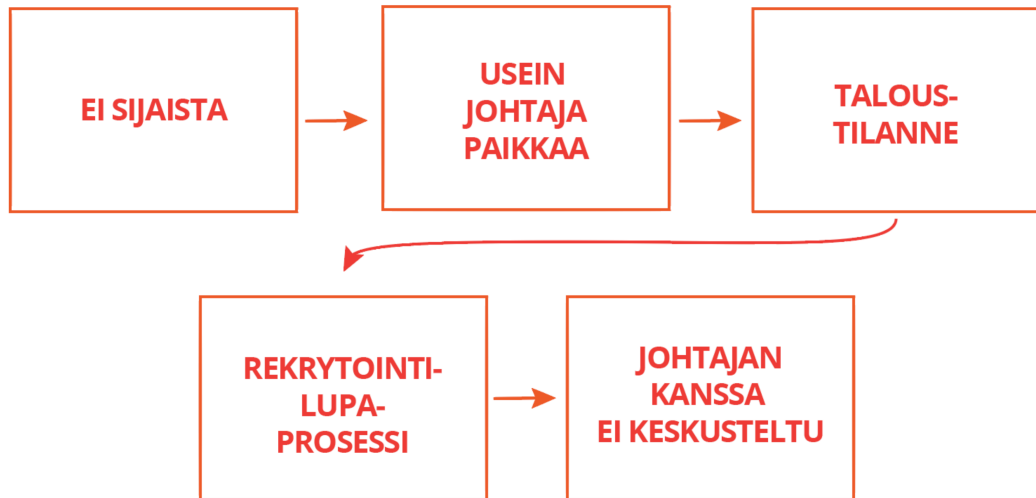 EI SIJAISTA
USEIN
JOHTAJA
PAIKKAA
TALOUS-
TILANNE
REKRYTOINTI-
LUPA-
PROSESSI
JOHTAJAN
KANSSA
EI KESKUSTELTU